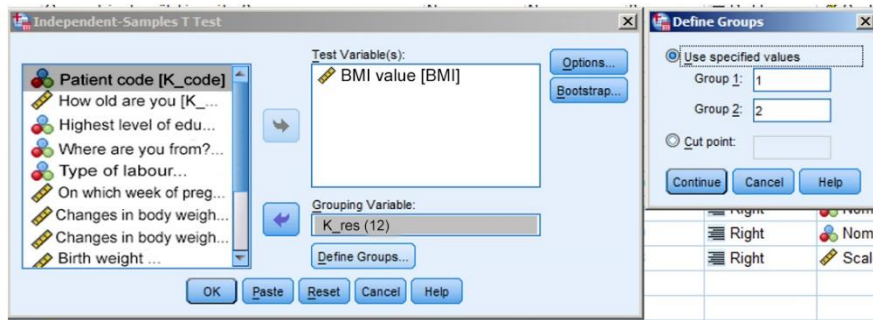 Independent-Samples T Test
Test Variable(s):
Patient code [K_code]
How old are you [K_...
Highest level of edu...
Where are you from?...
Type of labour...
On which week of preg...
Changes in body weigh...
Changes in body weigh...
Birth weight ...
BMI value [BMI]
Options...
Bootstrap...
Grouping Variable:
K_res (12)
Define Groups...
OK Paste Reset Cancel Help
Define Groups
Use specified values
Group 1: 1
Group 2: 2
Cut point:
Continue Cancel Help
Right Nom
Right Nom
Right Scal